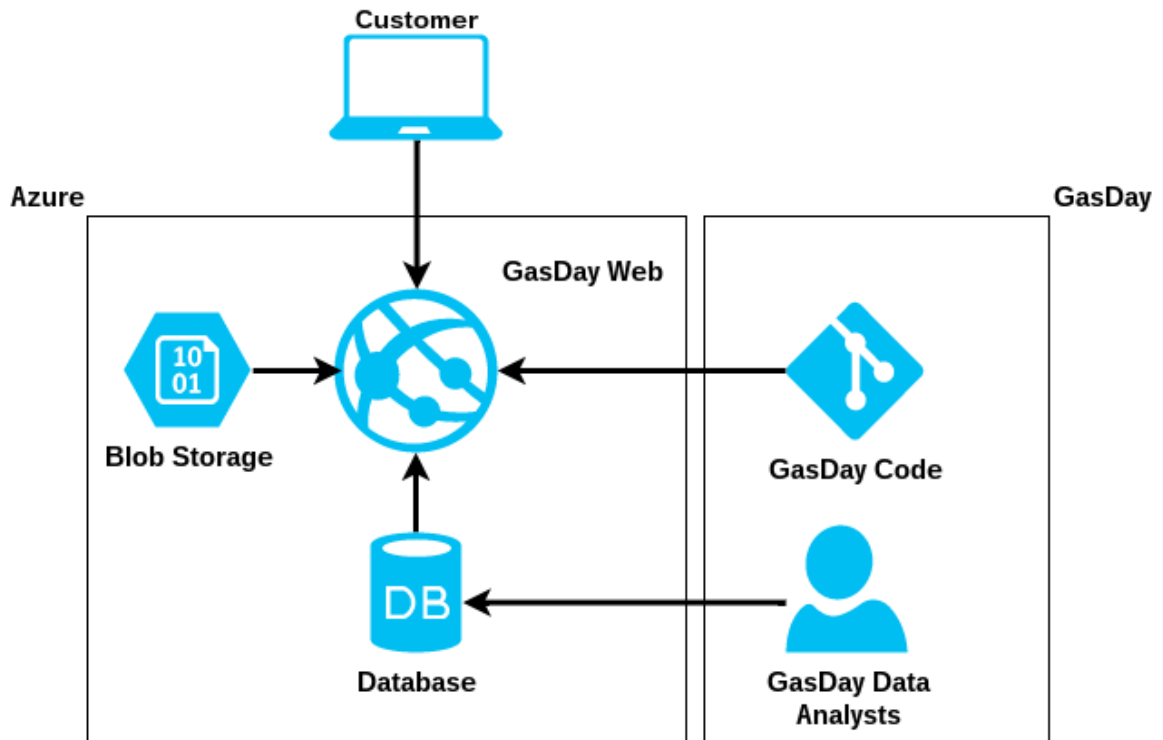 Customer
Azure
GasDay
GasDay Web
10
01
Blob Storage
GasDay Code
DB
Database
GasDay Data
Analysts